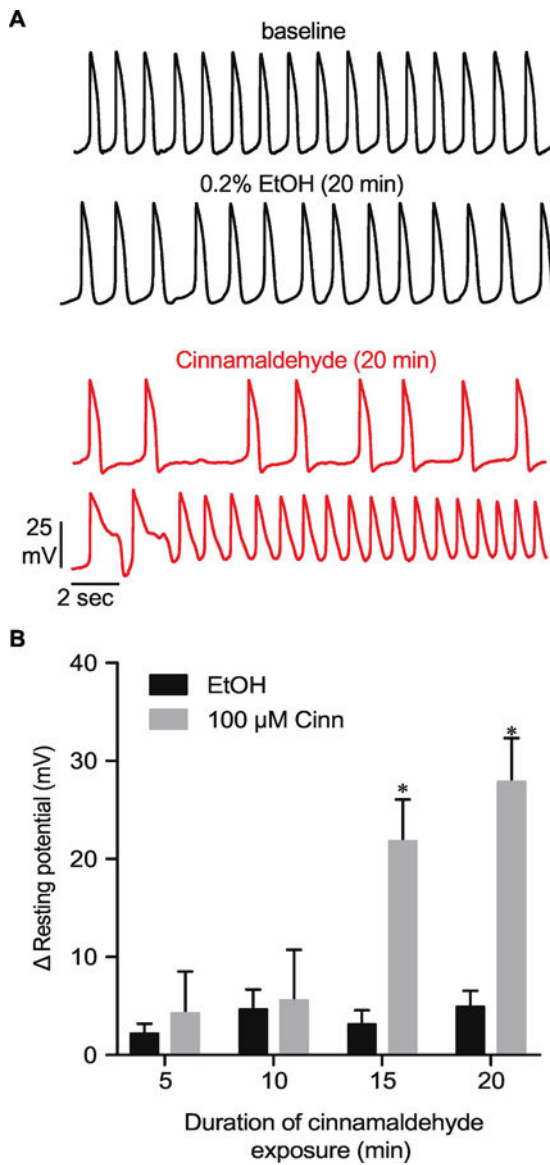 A
baseline
0.2% EtOH (20 min)
Cinnamaldehyde (20 min)
25
mV
2 sec
B
40
EtOH
100 µM Cinn
*
30
*
20
10
0
Δ Resting potential (mV)
5 10 15 20
Duration of cinnamaldehyde
exposure (min)